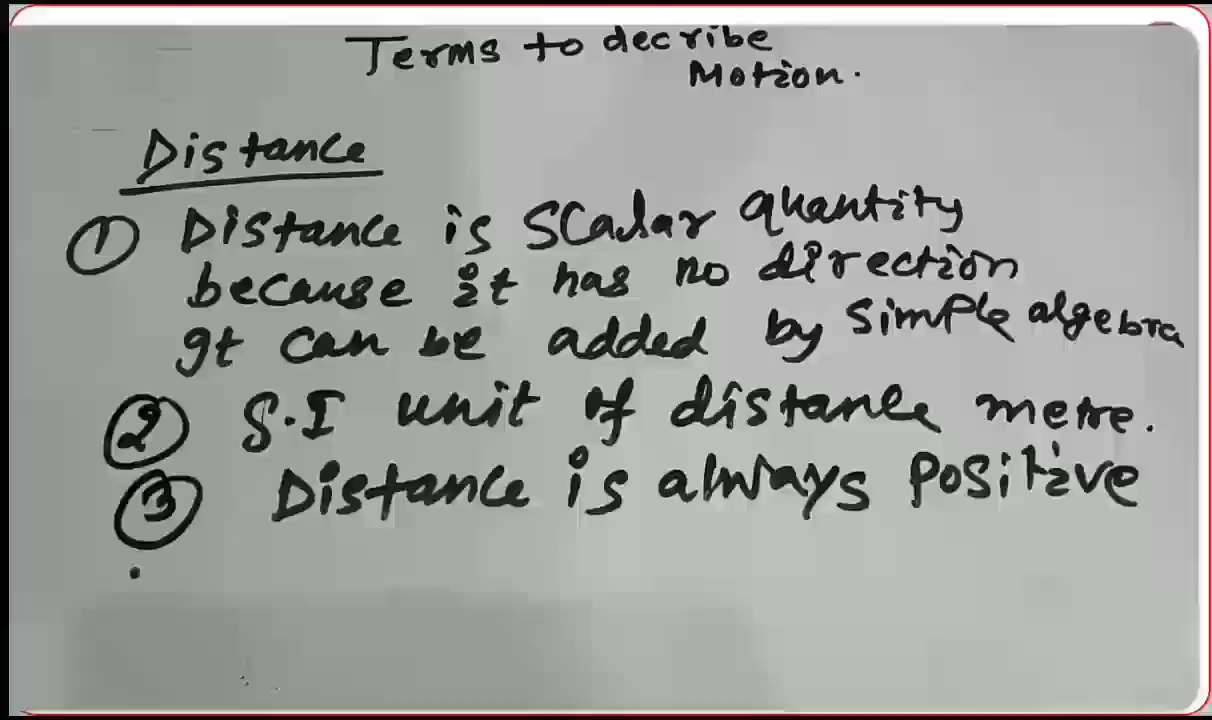 Terms to decribe
Motion.
Distance
① Distance is Scalar quantity
because it has no direction
It can be added by simple algebra
② S.I unit of distance metre.
③ Distance is always positive